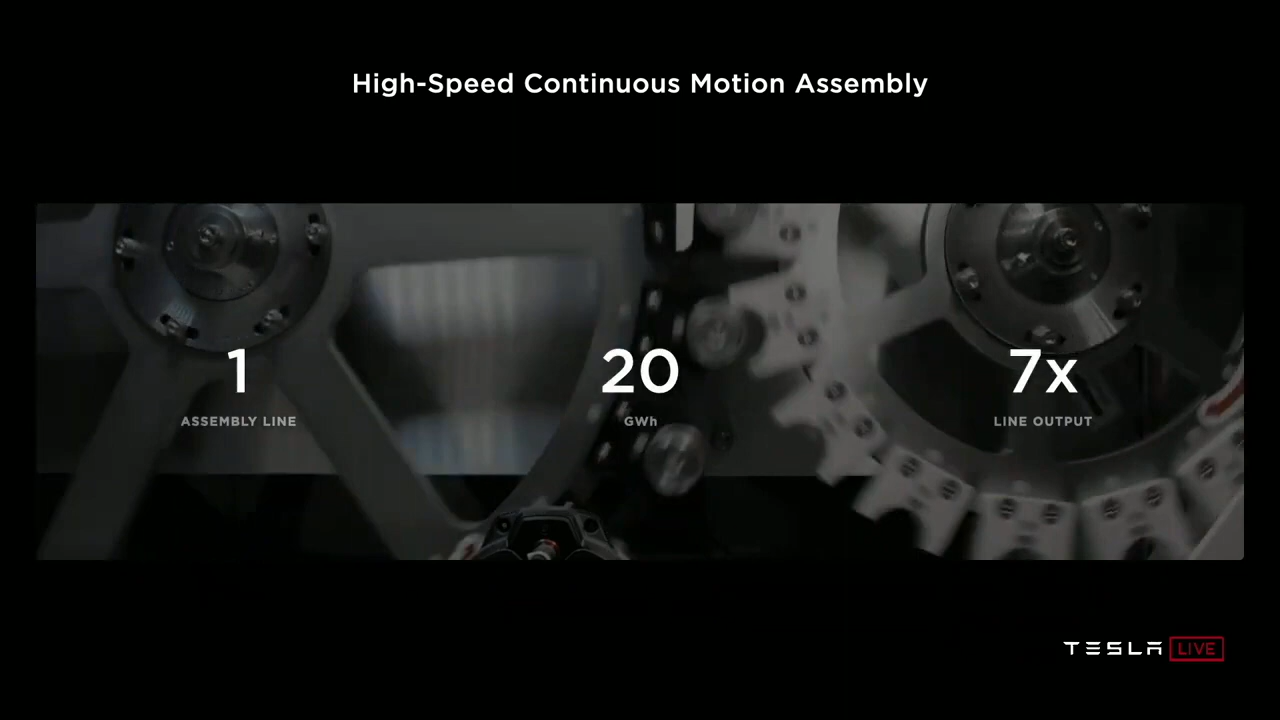 High-Speed Continuous Motion Assembly
1
ASSEMBLY LINE
20
GWh
7x
LINE OUTPUT
TESLA LIVE